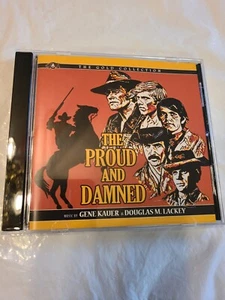 THE GOLD COLLECTION
THE
PROUD
AND
DAMNED
MUSIC BY GENE KAUER & DOUGLAS M. LACKEY